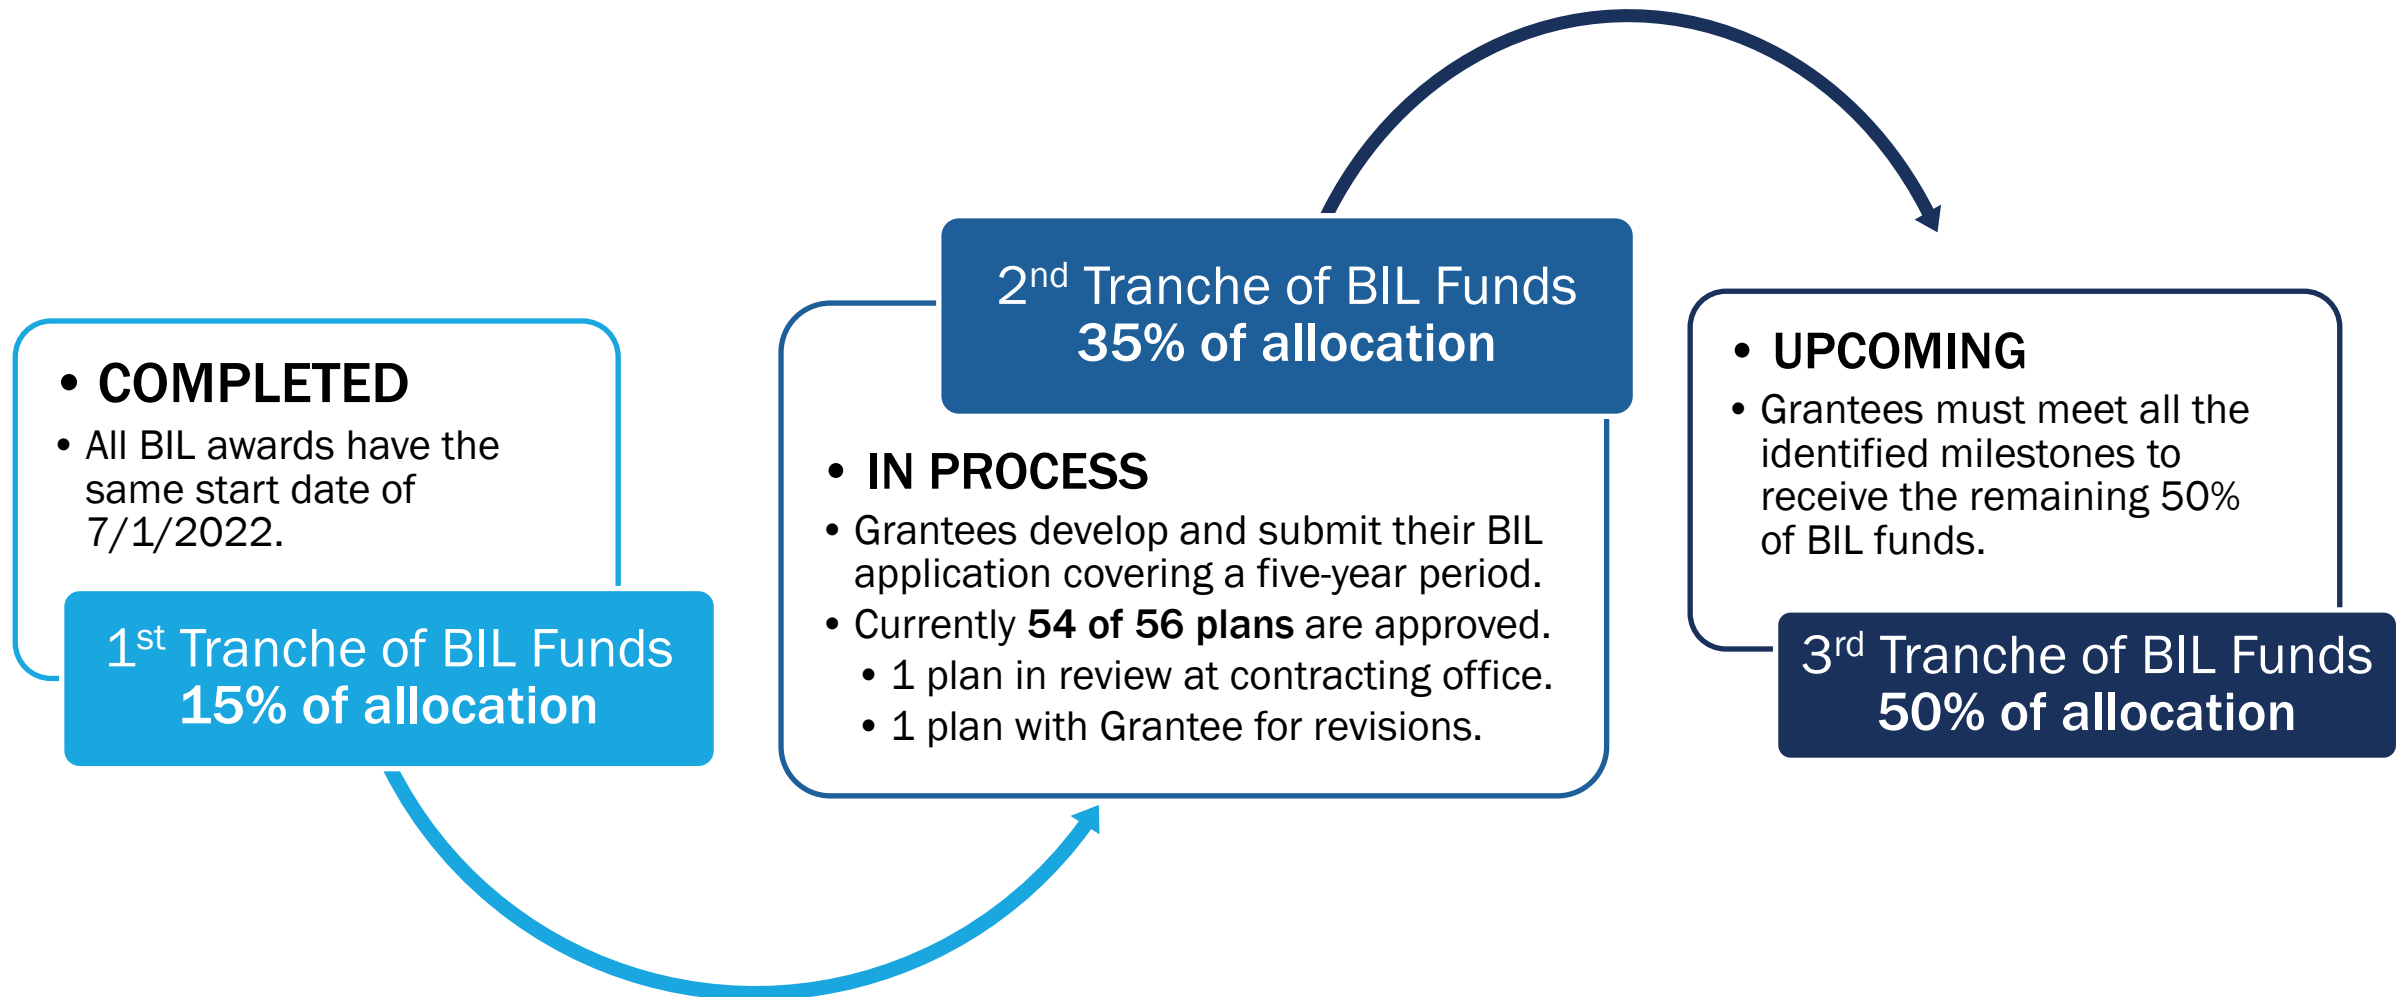 • COMPLETED
• All BIL awards have the
same start date of
7/1/2022.
1st Tranche of BIL Funds
15% of allocation
2nd Tranche of BIL Funds
35% of allocation
• IN PROCESS
• Grantees develop and submit their BIL
application covering a five-year period.
• Currently 54 of 56 plans are approved.
• 1 plan in review at contracting office.
• 1 plan with Grantee for revisions.
• UPCOMING
• Grantees must meet all the
identified milestones to
receive the remaining 50%
of BIL funds.
3rd Tranche of BIL Funds
50% of allocation